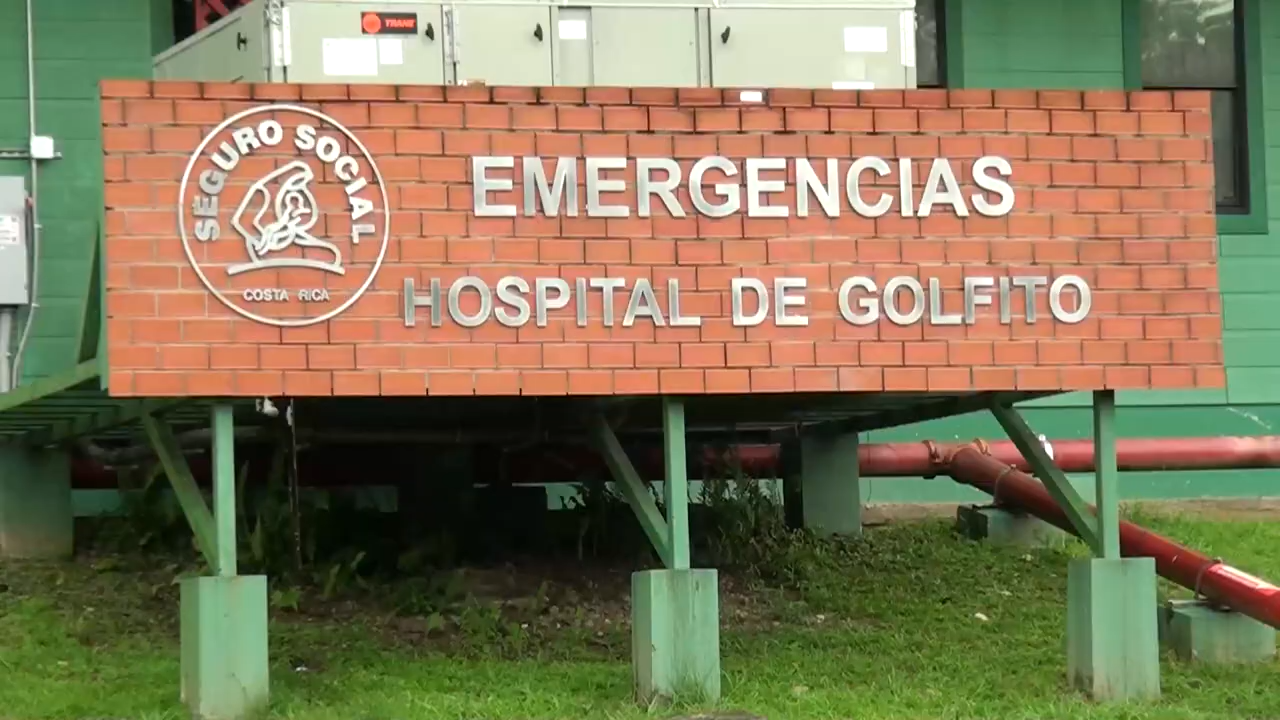 TRANE
SEGURO SOCIAL
COSTA RICA
EMERGENCIAS
HOSPITAL DE GOLFITO